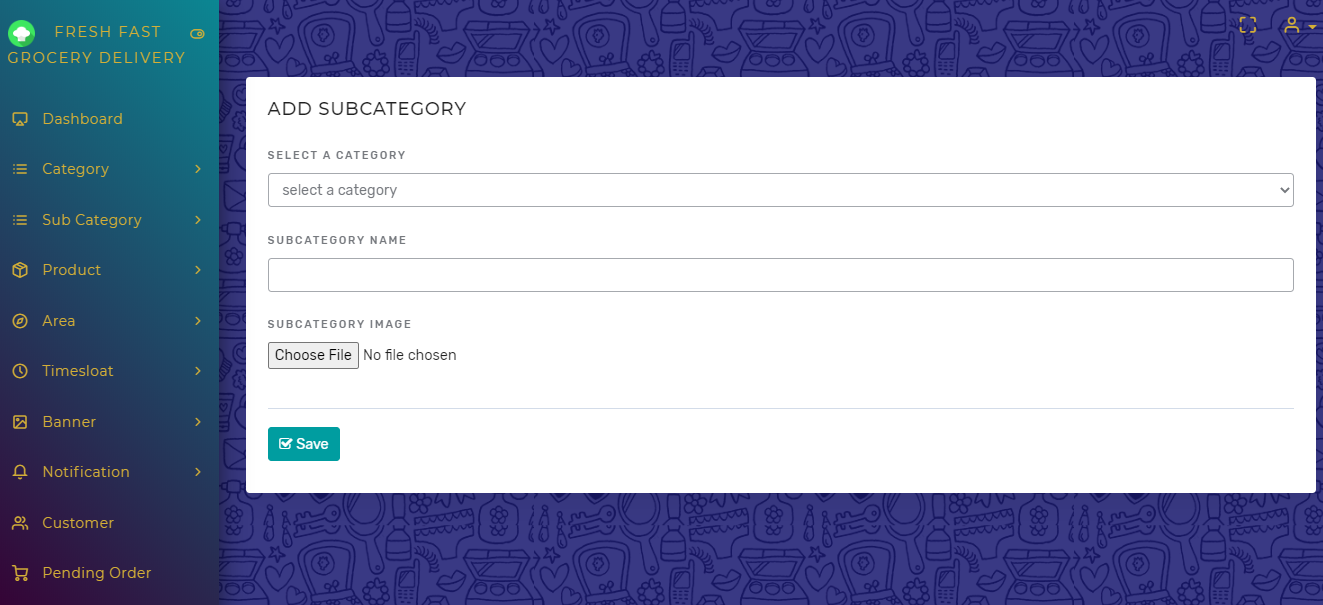 FRESH FAST
GROCERY DELIVERY
Dashboard
Category
Sub Category
Product
Area
Timesloat
Banner
Notification
Customer
Pending Order
ADD SUBCATEGORY
SELECT A CATEGORY
select a category
SUBCATEGORY NAME
SUBCATEGORY IMAGE
Choose File No file chosen
Save